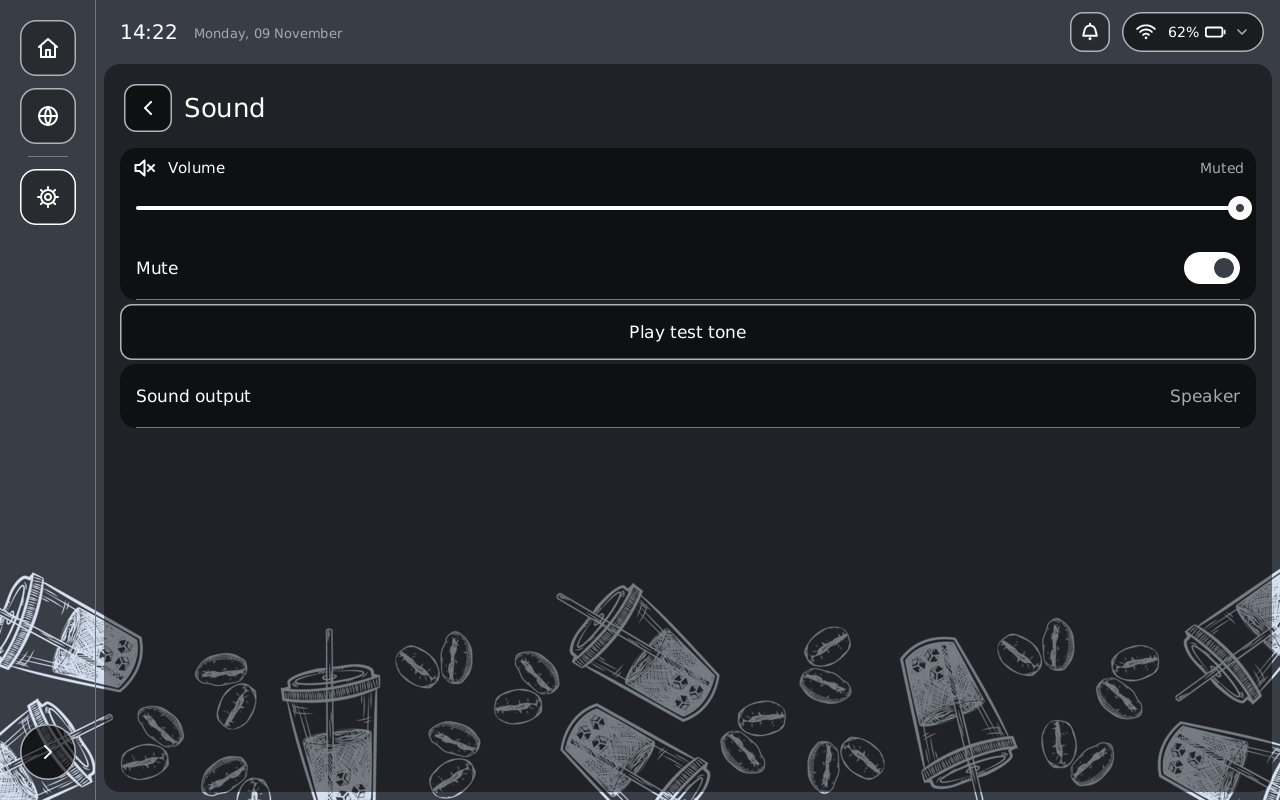 14:22 Monday, 09 November 62%
Sound
Volume Muted
Mute
Play test tone
Sound output Speaker